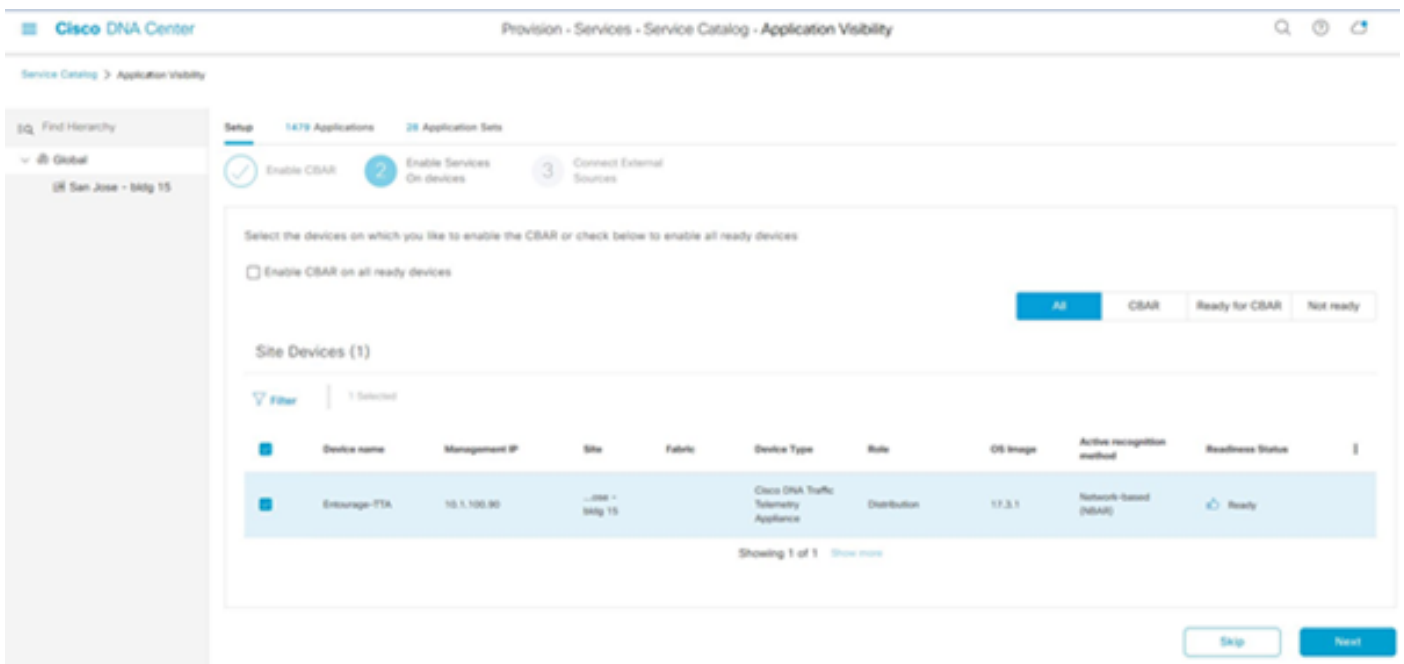 Cisco DNA Center
Provision - Services - Service Catalog - Application Visibility
Service Catalog > Application Visibility
Find Hierarchy
Global
San Jose - bldg 15
Setup 1479 Applications 28 Application Sets
Enable CBAR
2 Enable Services
On devices
3 Connect External
Sources
Select the devices on which you like to enable the CBAR or check below to enable all ready devices
Enable CBAR on all ready devices
All CBAR Ready for CBAR Not ready
Site Devices (1)
Filter 1 Selected
Device name Management IP Site Fabric Device Type Role OS Image Active recognition method Readiness Status
Entourage-TTA 10.1.100.90 ...ose - bldg 15 Cisco DNA Traffic Telemetry Appliance Distribution 17.3.1 Network-based (NBAR) Ready
Showing 1 of 1 Show more
Skip Next